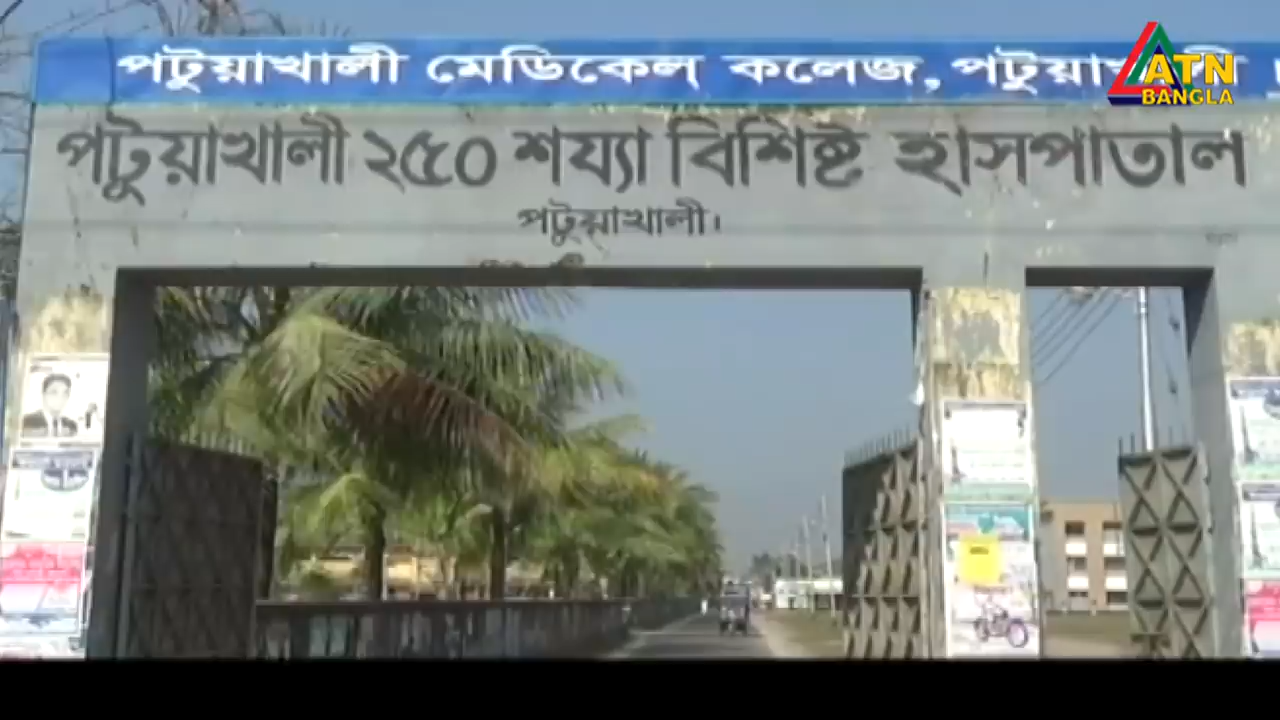 পটুয়াখালী মেডিকেল কলেজ, পটুয়াখালী।
ATN
BANGLA
পটুয়াখালী ২৫০ শয্যা বিশিষ্ট হাসপাতাল
পটুয়াখালী।